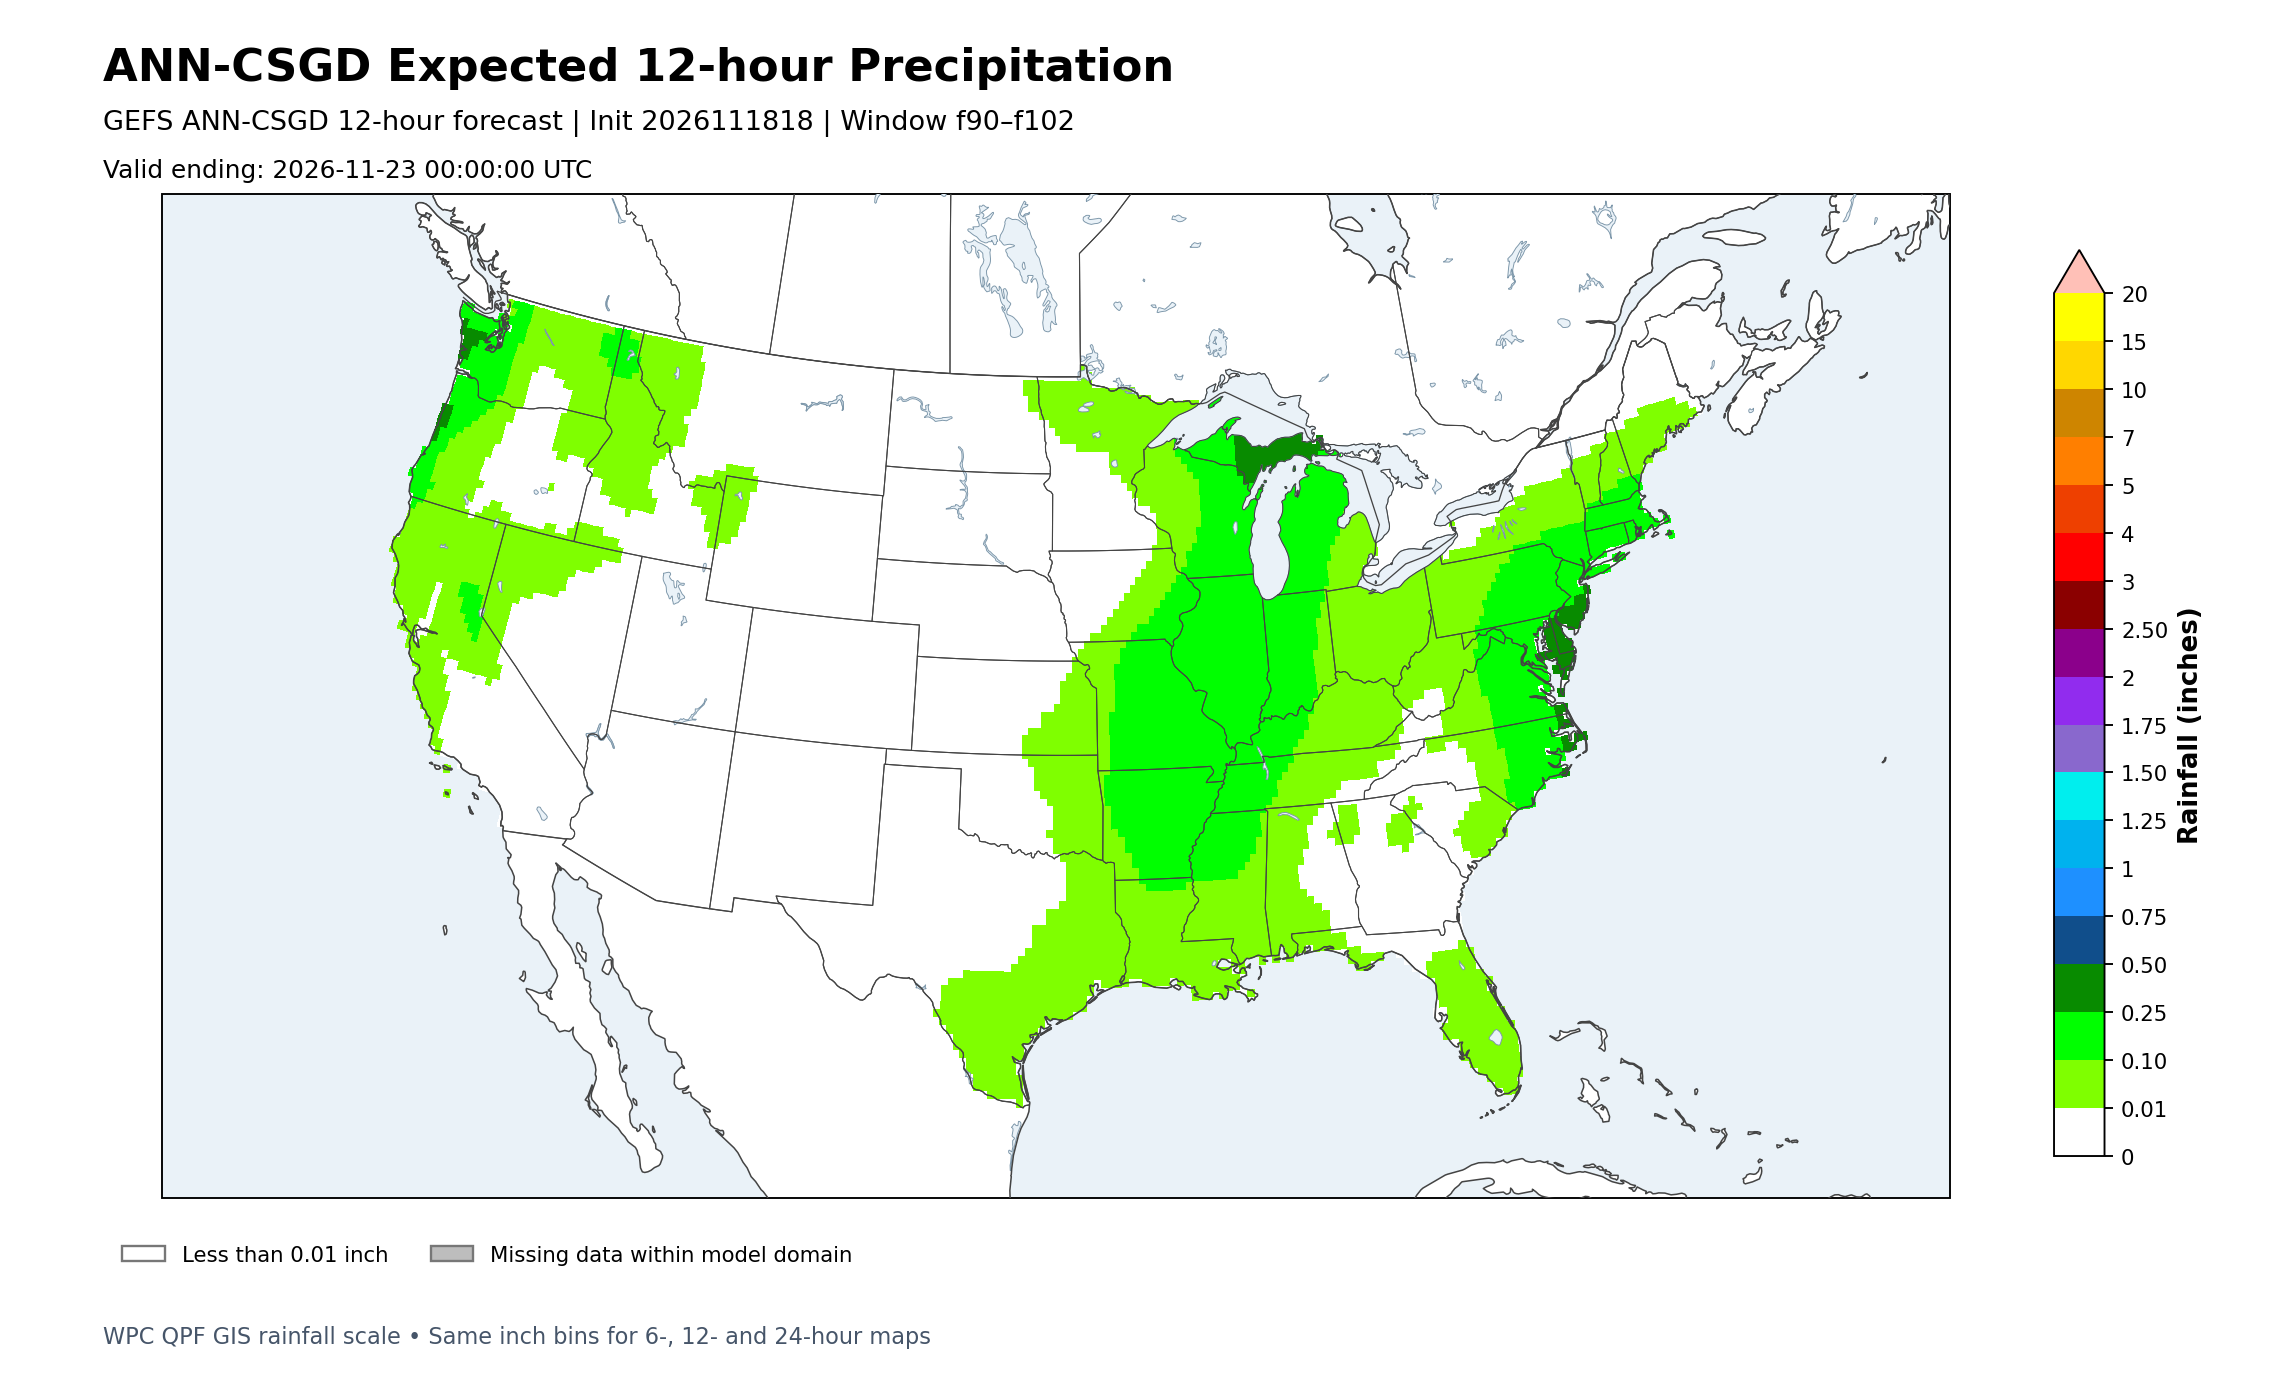 ANN-CSGD Expected 12-hour Precipitation
GEFS ANN-CSGD 12-hour forecast | Init 2026111818 | Window f90–f102
Valid ending: 2026-11-23 00:00:00 UTC
20
15
10
7
5
4
3
2.50
2
1.75
1.50
1.25
1
0.75
0.50
0.25
0.10
0.01
0
Rainfall (inches)
Less than 0.01 inch
Missing data within model domain
WPC QPF GIS rainfall scale • Same inch bins for 6-, 12- and 24-hour maps